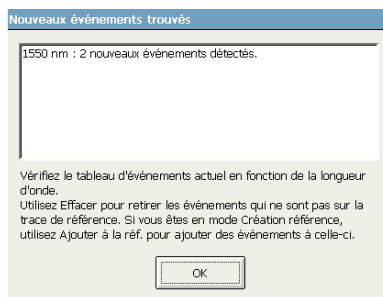 Nouveaux événements trouvés
1550 nm : 2 nouveaux événements détectés.
Vérifiez le tableau d'événements actuel en fonction de la longueur
d'onde.
Utilisez Effacer pour retirer les événements qui ne sont pas sur la
trace de référence. Si vous êtes en mode Création référence,
utilisez Ajouter à la réf. pour ajouter des événements à celle-ci.
OK